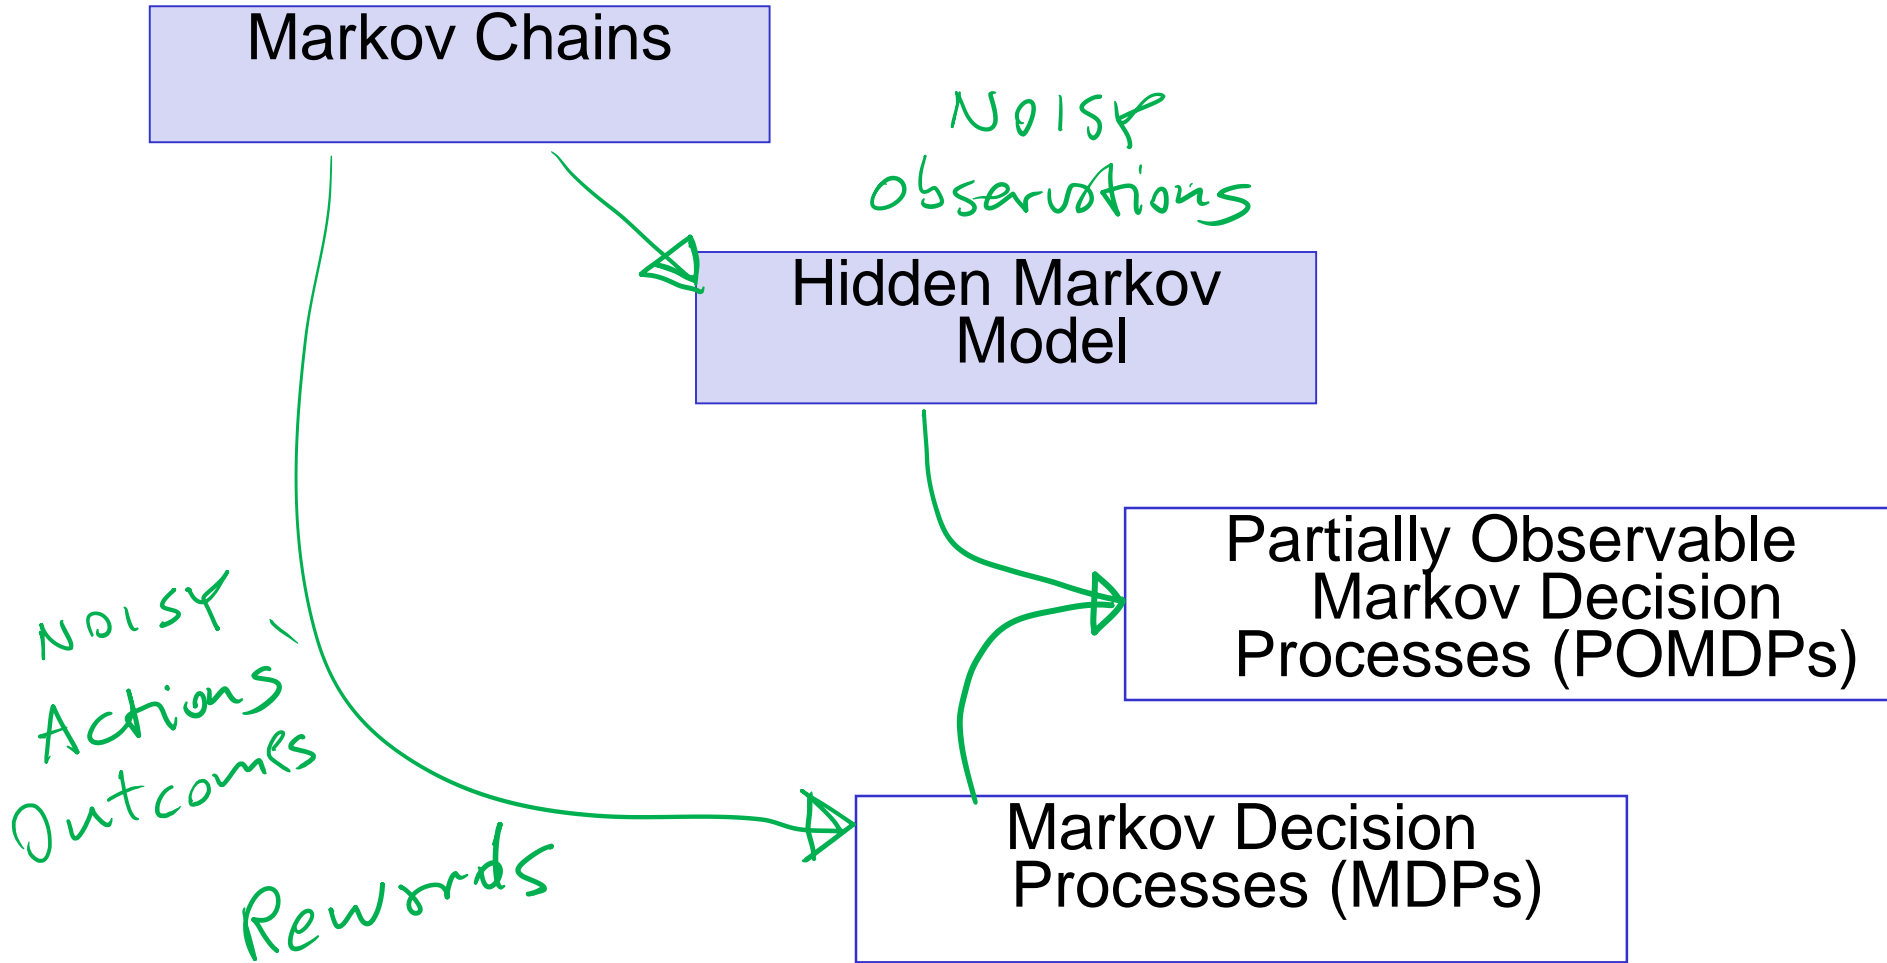 Markov Chains
NOISY
observations
Hidden Markov
Model
Partially Observable
Markov Decision
Processes (POMDPs)
NOISY
Actions
Outcomes
Rewards
Markov Decision
Processes (MDPs)